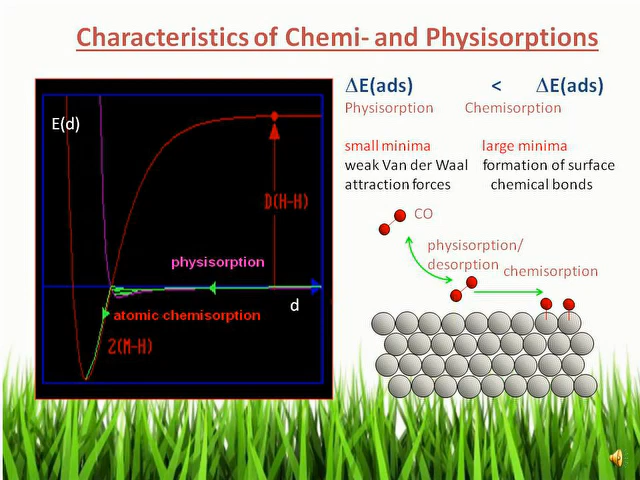 Characteristics of Chemi- and Physisorptions
ΔE(ads) < ΔE(ads)
Physisorption Chemisorption
small minima large minima
weak Van der Waal formation of surface
attraction forces chemical bonds
E(d)
D(H-H)
physisorption
d
atomic chemisorption
2(M-H)
CO
physisorption/
desorption
chemisorption